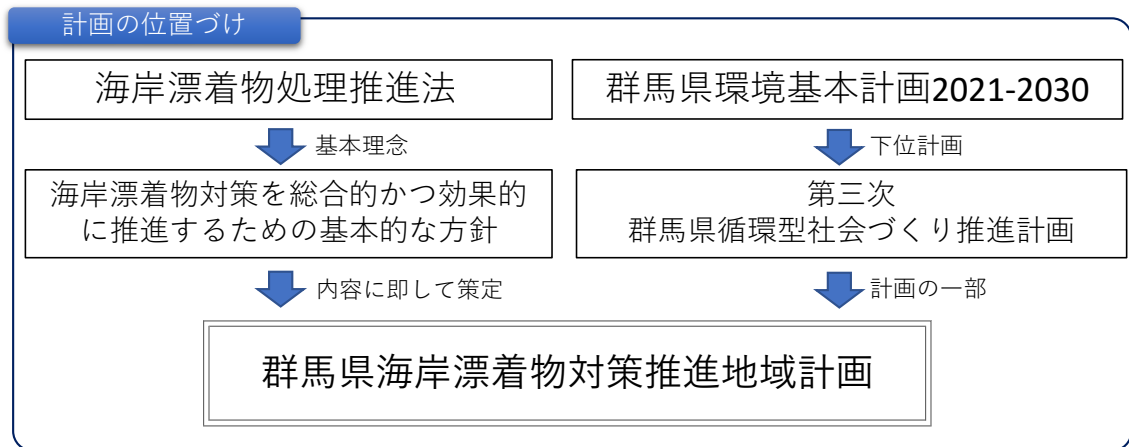 計画の位置づけ
海岸漂着物処理推進法
群馬県環境基本計画2021-2030
基本理念
下位計画
海岸漂着物対策を総合的かつ効果的
に推進するための基本的な方針
第三次
群馬県循環型社会づくり推進計画
内容に即して策定
計画の一部
群馬県海岸漂着物対策推進地域計画